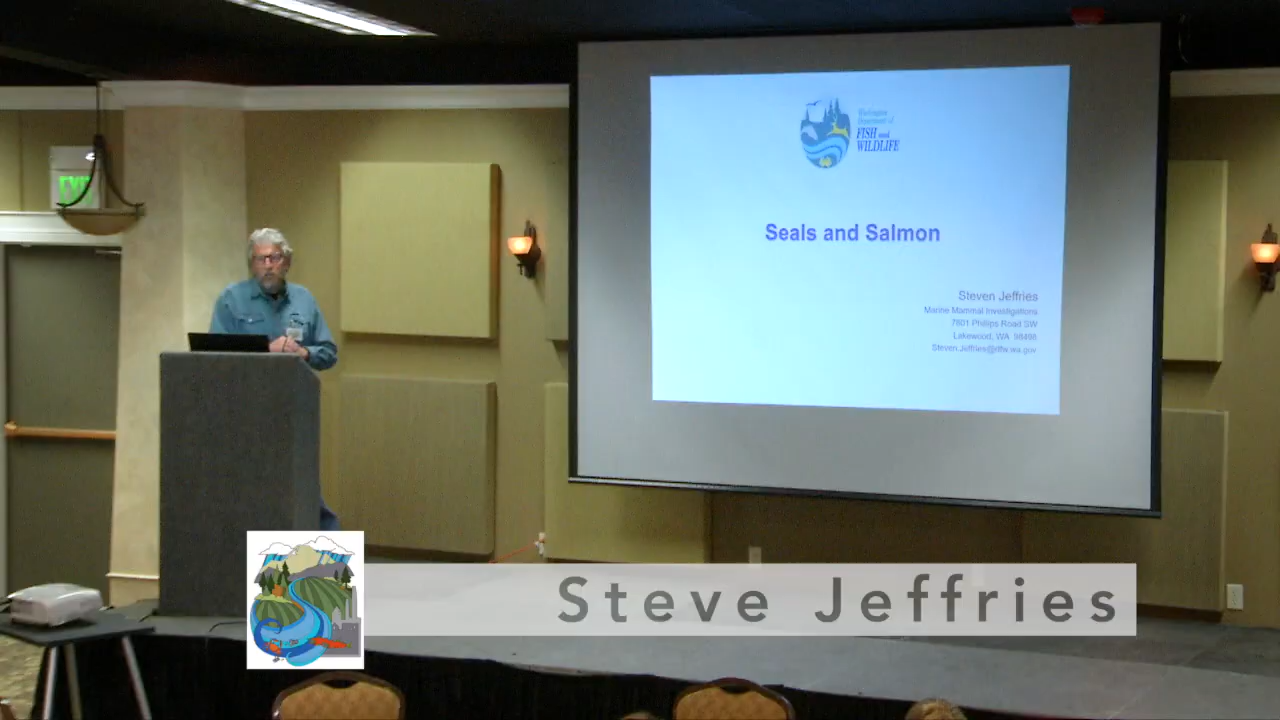 EXIT
Washington
Department of
FISH and
WILDLIFE
Seals and Salmon
Steven Jeffries
Marine Mammal Investigations
7801 Phillips Road SW
Lakewood, WA 98498
Steven.Jeffries@dfw.wa.gov
Steve Jeffries